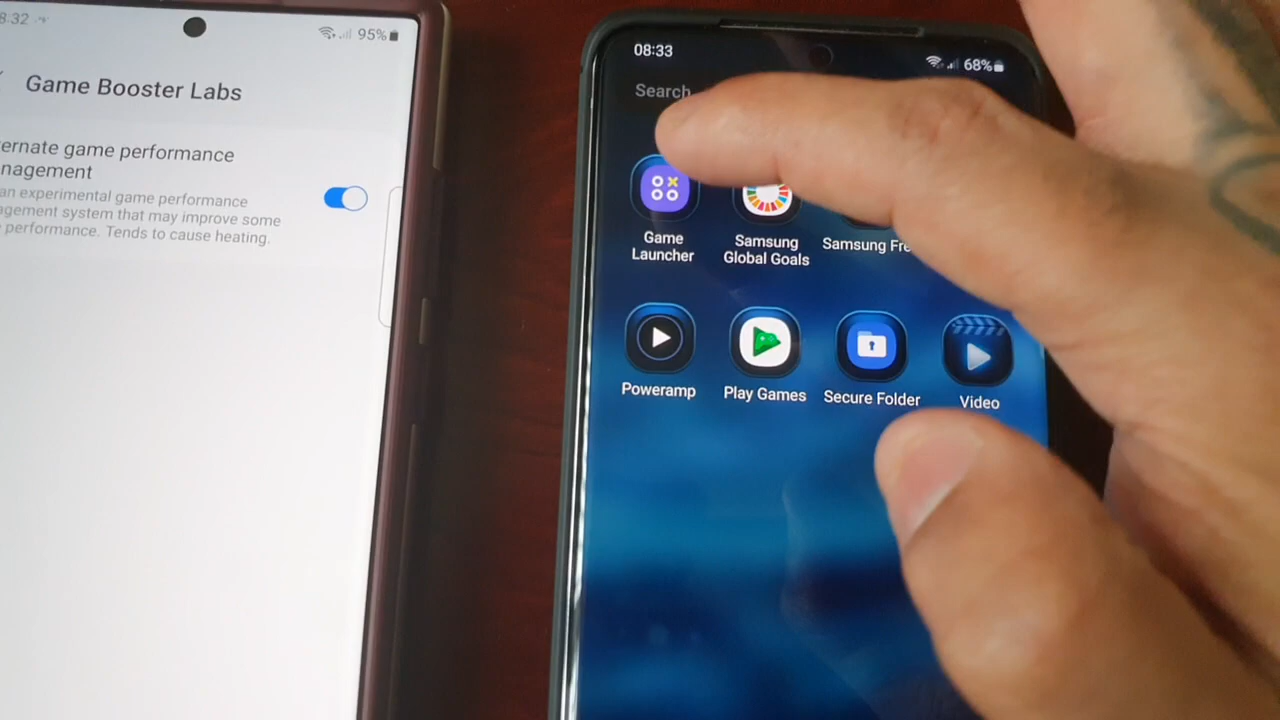 8:32
95%
Game Booster Labs
ernate game performance
nagement
an experimental game performance
agement system that may improve some
performance. Tends to cause heating.
08:33
68%
Search
Game
Launcher
Samsung
Global Goals
Samsung Fre
Poweramp
Play Games
Secure Folder
Video